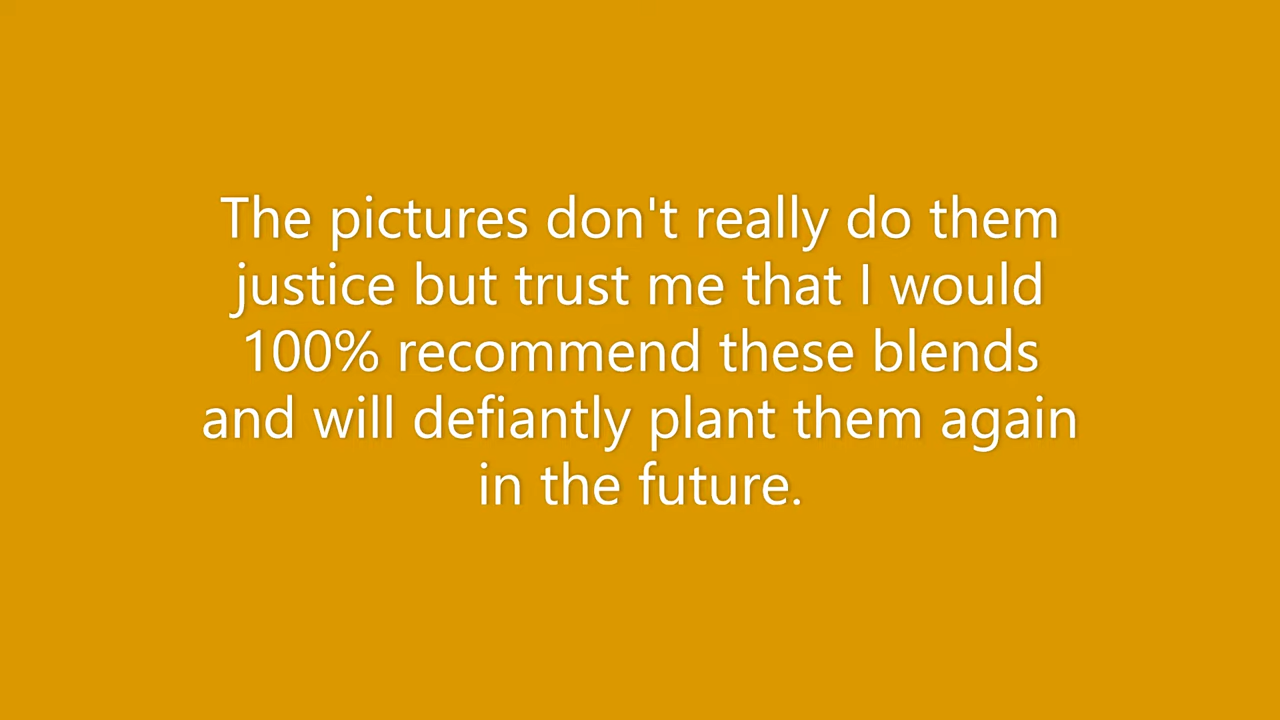 The pictures don't really do them
justice but trust me that I would
100% recommend these blends
and will defiantly plant them again
in the future.